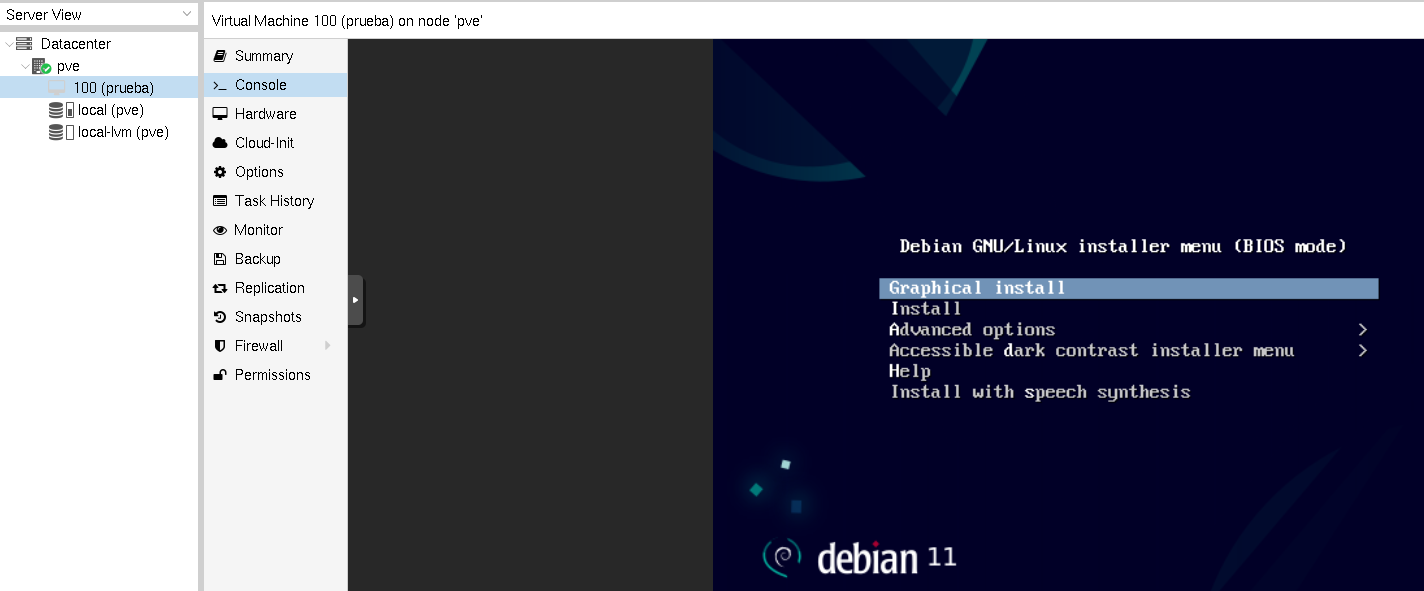 Server View
Virtual Machine 100 (prueba) on node 'pve'
Datacenter
pve
100 (prueba)
local (pve)
local-lvm (pve)
Summary
Console
Hardware
Cloud-Init
Options
Task History
Monitor
Backup
Replication
Snapshots
Firewall
Permissions
Debian GNU/Linux installer menu (BIOS mode)
Graphical install
Install
Advanced options >
Accessible dark contrast installer menu >
Help
Install with speech synthesis
debian 11